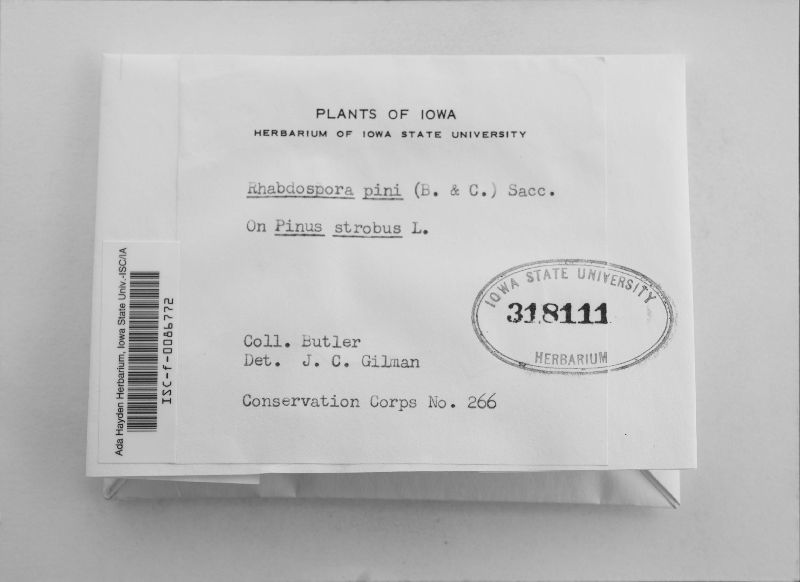 PLANTS OF IOWA
HERBARIUM OF IOWA STATE UNIVERSITY
Rhabdospora pini (B. & C.) Sacc.
On Pinus strobus L.
IOWA STATE UNIVERSITY
318111
HERBARIUM
Coll. Butler
Det. J. C. Gilman
Conservation Corps No. 266
Ada Hayden Herbarium, Iowa State Univ.-ISC/IA
ISC-f-0086772